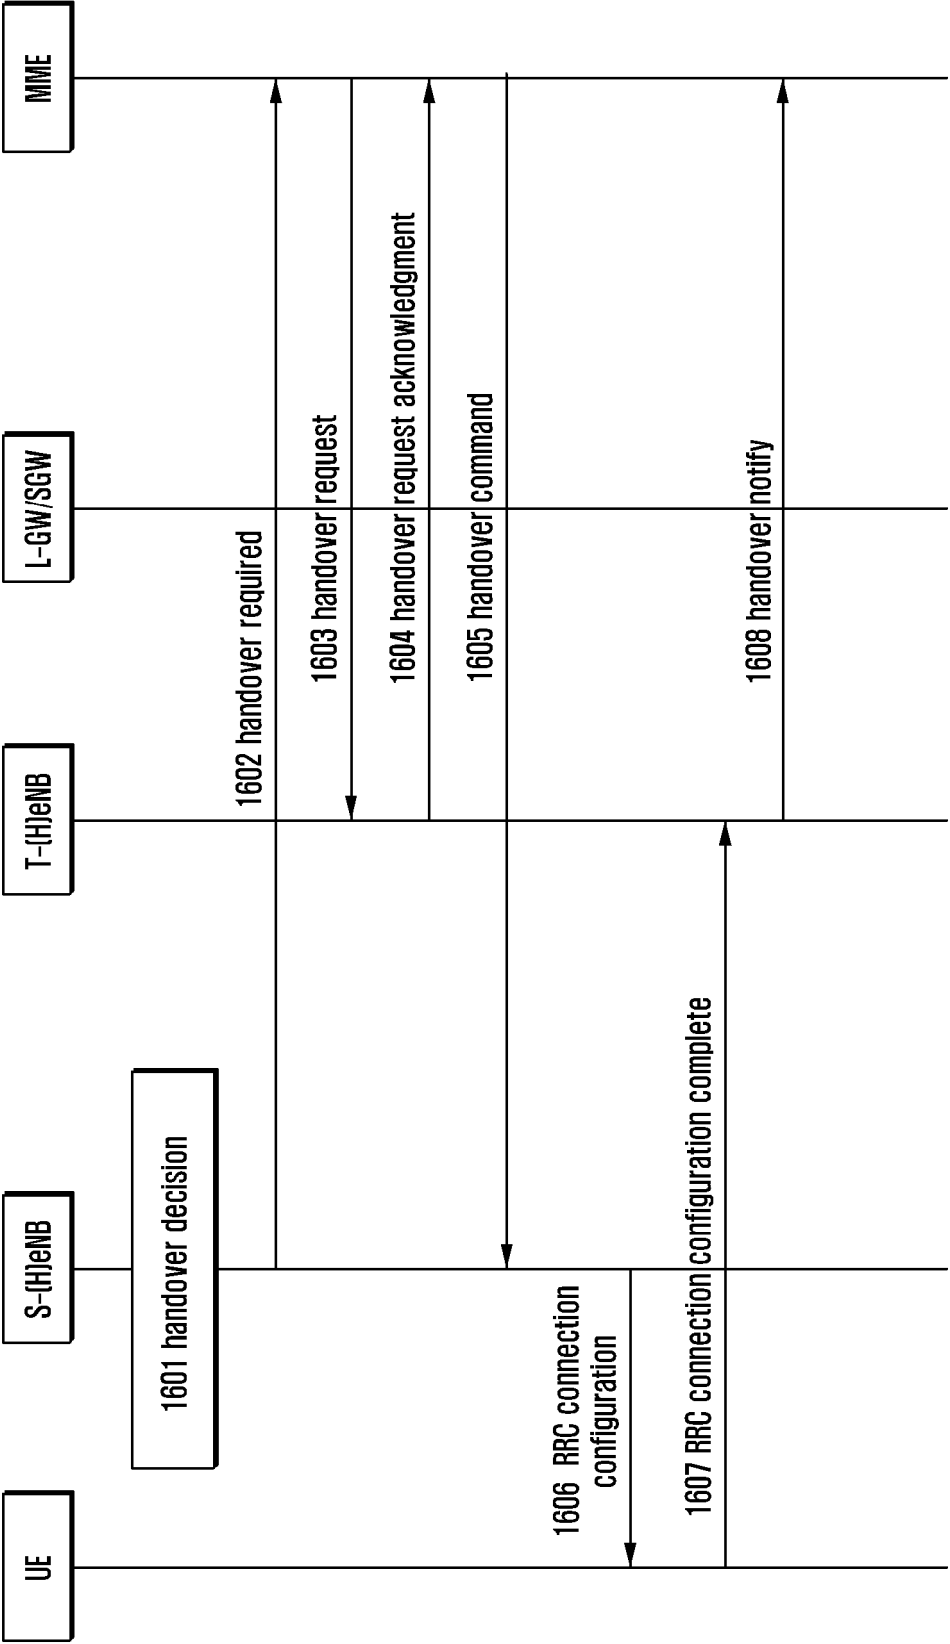 UE
S-(H)eNB
T-(H)eNB
L-GW/SGW
MME
1601 handover decision
1602 handover required
1603 handover request
1604 handover request acknowledgment
1605 handover command
1606 RRC connection
configuration
1607 RRC connection configuration complete
1608 handover notify